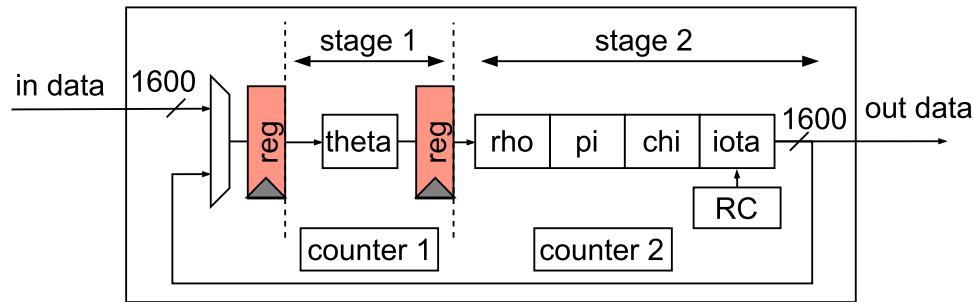 stage 1
stage 2
in data
1600
reg
theta
reg
rho
pi
chi
iota
1600
out data
RC
counter 1
counter 2